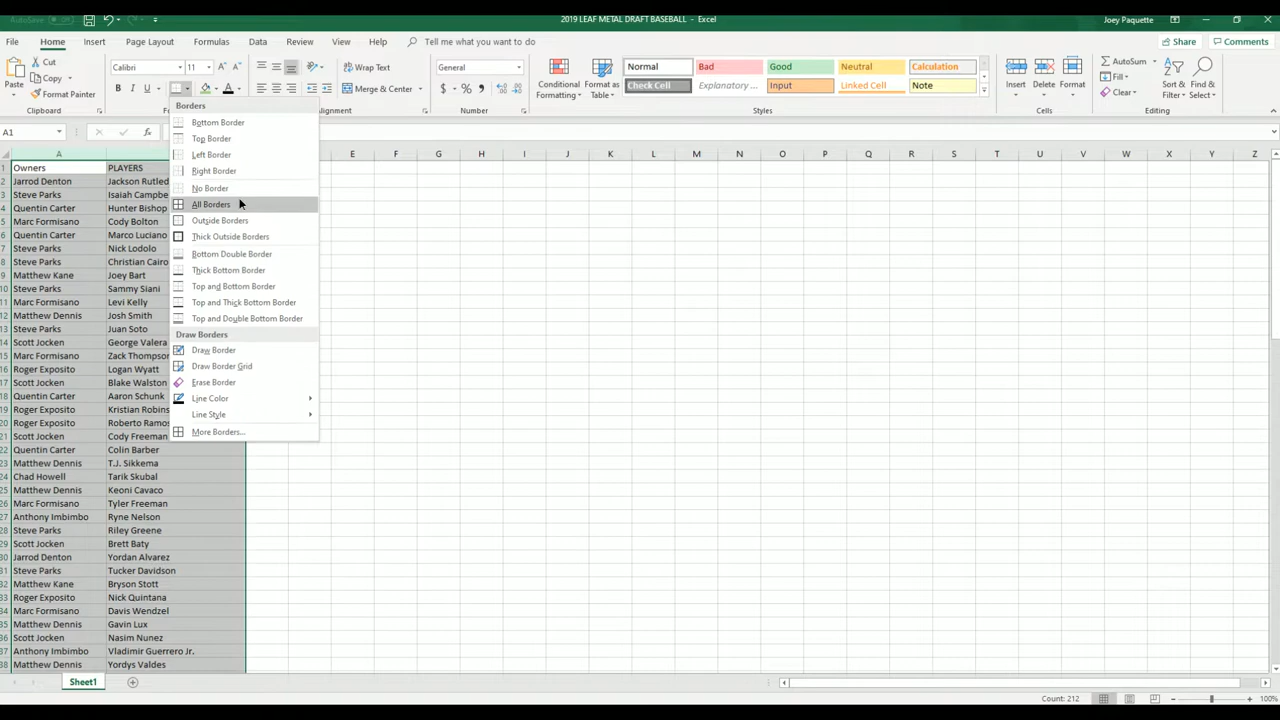 AutoSave Off
2019 LEAF METAL DRAFT BASEBALL - Excel
Joey Paquette
File Home Insert Page Layout Formulas Data Review View Help Tell me what you want to do Share Comments
Paste Cut Copy Format Painter
Clipboard
Calibri 11 A A
B I U A
Wrap Text
Merge & Center
Alignment
General
$ % ,
Number
Conditional Formatting
Format as Table
Normal Bad Good Neutral Calculation
Check Cell Explanatory ... Input Linked Cell Note
Styles
Insert Delete Format
Cells
AutoSum
Fill
Clear
Sort & Filter
Find & Select
Editing
A1 fx
A E F G H I J K L M N O P Q R S T U V W X Y Z
Borders
Bottom Border
Top Border
Left Border
Right Border
No Border
All Borders
Outside Borders
Thick Outside Borders
Bottom Double Border
Thick Bottom Border
Top and Bottom Border
Top and Thick Bottom Border
Top and Double Bottom Border
Draw Borders
Draw Border
Draw Border Grid
Erase Border
Line Color
Line Style
More Borders...
1 Owners PLAYERS
2 Jarrod Denton Jackson Rutled
3 Steve Parks Isaiah Campbe
4 Quentin Carter Hunter Bishop
5 Marc Formisano Cody Bolton
6 Quentin Carter Marco Luciano
7 Steve Parks Nick Lodolo
8 Steve Parks Christian Cairo
9 Matthew Kane Joey Bart
10 Steve Parks Sammy Siani
11 Marc Formisano Levi Kelly
12 Matthew Dennis Josh Smith
13 Steve Parks Juan Soto
14 Scott Jocken George Valera
15 Marc Formisano Zack Thompson
16 Roger Exposito Logan Wyatt
17 Scott Jocken Blake Walston
18 Quentin Carter Aaron Schunk
19 Roger Exposito Kristian Robins
20 Roger Exposito Roberto Ramos
21 Scott Jocken Cody Freeman
22 Quentin Carter Colin Barber
23 Matthew Dennis T.J. Sikkema
24 Chad Howell Tarik Skubal
25 Matthew Dennis Keoni Cavaco
26 Marc Formisano Tyler Freeman
27 Anthony Imbimbo Ryne Nelson
28 Steve Parks Riley Greene
29 Scott Jocken Brett Baty
30 Jarrod Denton Yordan Alvarez
31 Steve Parks Tucker Davidson
32 Matthew Kane Bryson Stott
33 Roger Exposito Nick Quintana
34 Marc Formisano Davis Wendzel
35 Matthew Dennis Gavin Lux
36 Scott Jocken Nasim Nunez
37 Anthony Imbimbo Vladimir Guerrero Jr.
38 Matthew Dennis Yordys Valdes
Sheet1
Count: 212
100%